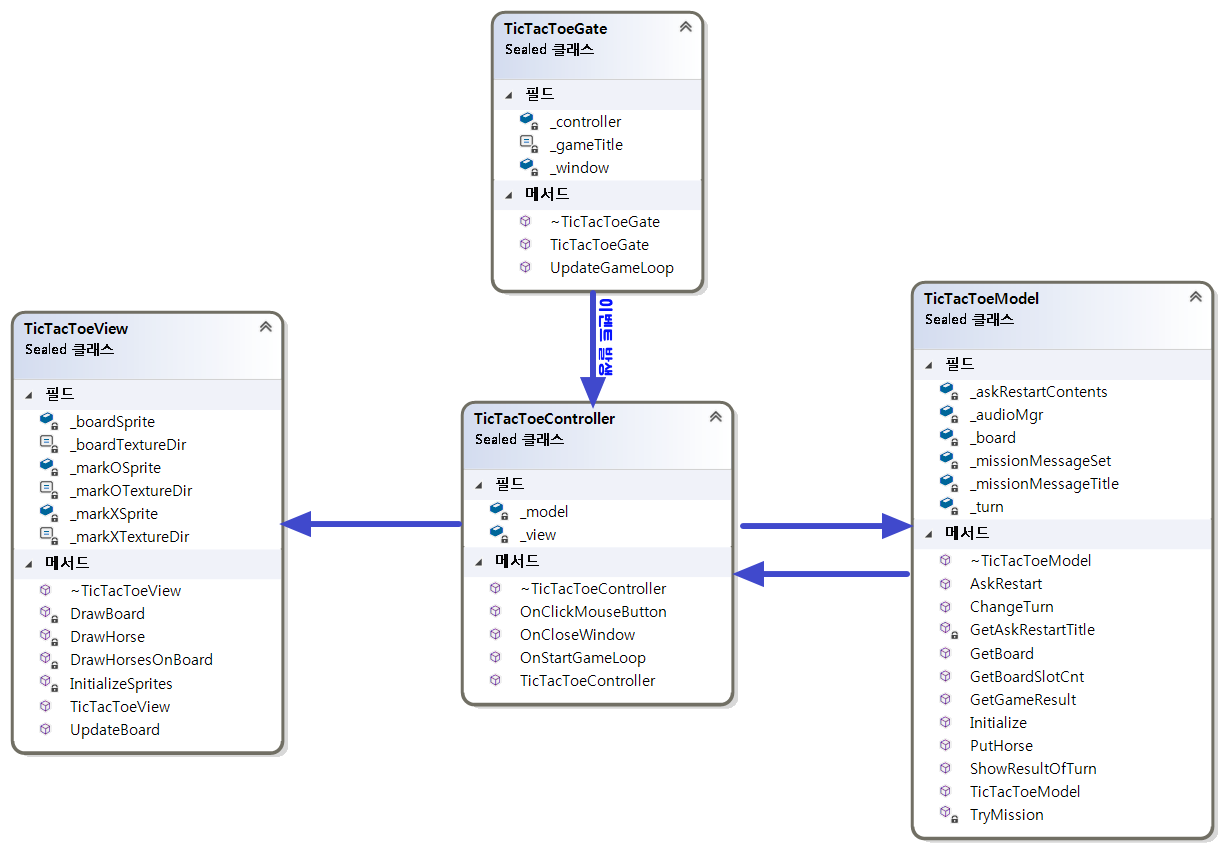 TicTacToeGate
Sealed 클래스
필드
_controller
_gameTitle
_window
메서드
~TicTacToeGate
TicTacToeGate
UpdateGameLoop
이벤트 발생
TicTacToeView
Sealed 클래스
필드
_boardSprite
_boardTextureDir
_markOSprite
_markOTextureDir
_markXSprite
_markXTextureDir
메서드
~TicTacToeView
DrawBoard
DrawHorse
DrawHorsesOnBoard
InitializeSprites
TicTacToeView
UpdateBoard
TicTacToeController
Sealed 클래스
필드
_model
_view
메서드
~TicTacToeController
OnClickMouseButton
OnCloseWindow
OnStartGameLoop
TicTacToeController
TicTacToeModel
Sealed 클래스
필드
_askRestartContents
_audioMgr
_board
_missionMessageSet
_missionMessageTitle
_turn
메서드
~TicTacToeModel
AskRestart
ChangeTurn
GetAskRestartTitle
GetBoard
GetBoardSlotCnt
GetGameResult
Initialize
PutHorse
ShowResultOfTurn
TicTacToeModel
TryMission